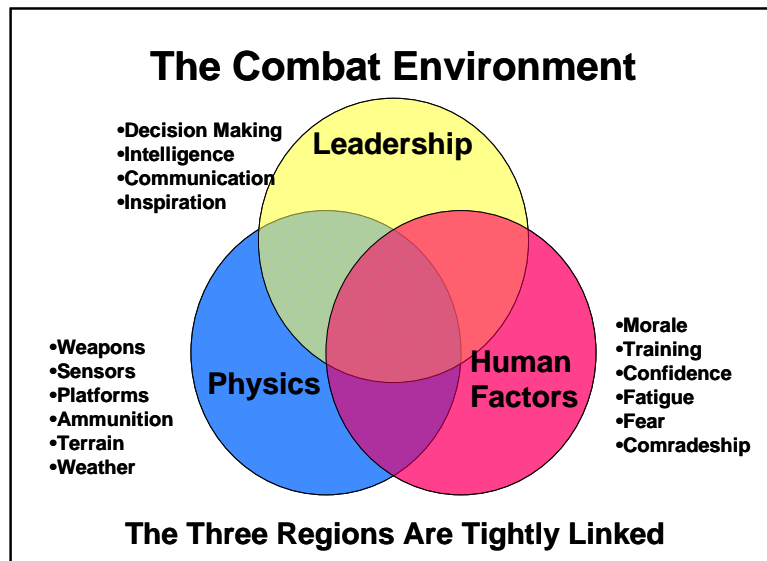 The Combat Environment
•Decision Making
•Intelligence
•Communication
•Inspiration
Leadership
•Weapons
•Sensors
•Platforms
•Ammunition
•Terrain
•Weather
Physics
Human
Factors
•Morale
•Training
•Confidence
•Fatigue
•Fear
•Comradeship
The Three Regions Are Tightly Linked